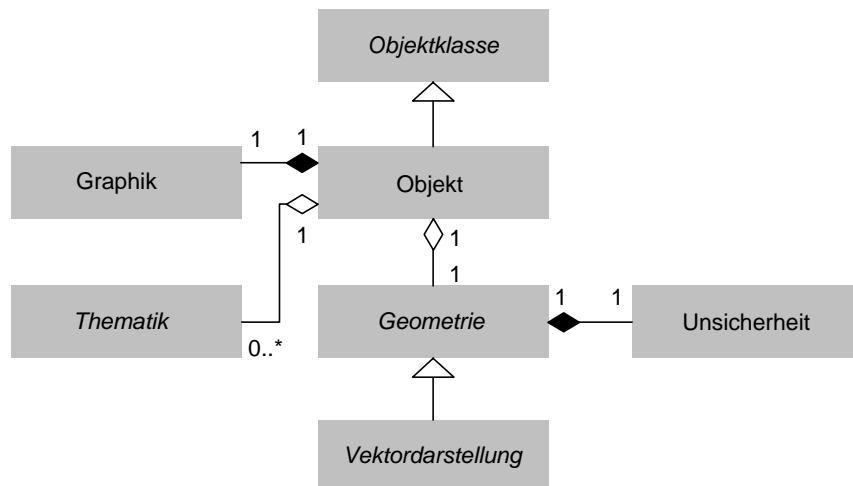 Objektklasse
1 1
Graphik
Objekt
1
1
1
Thematik
0..*
Geometrie
1 1
Unsicherheit
Vektordarstellung